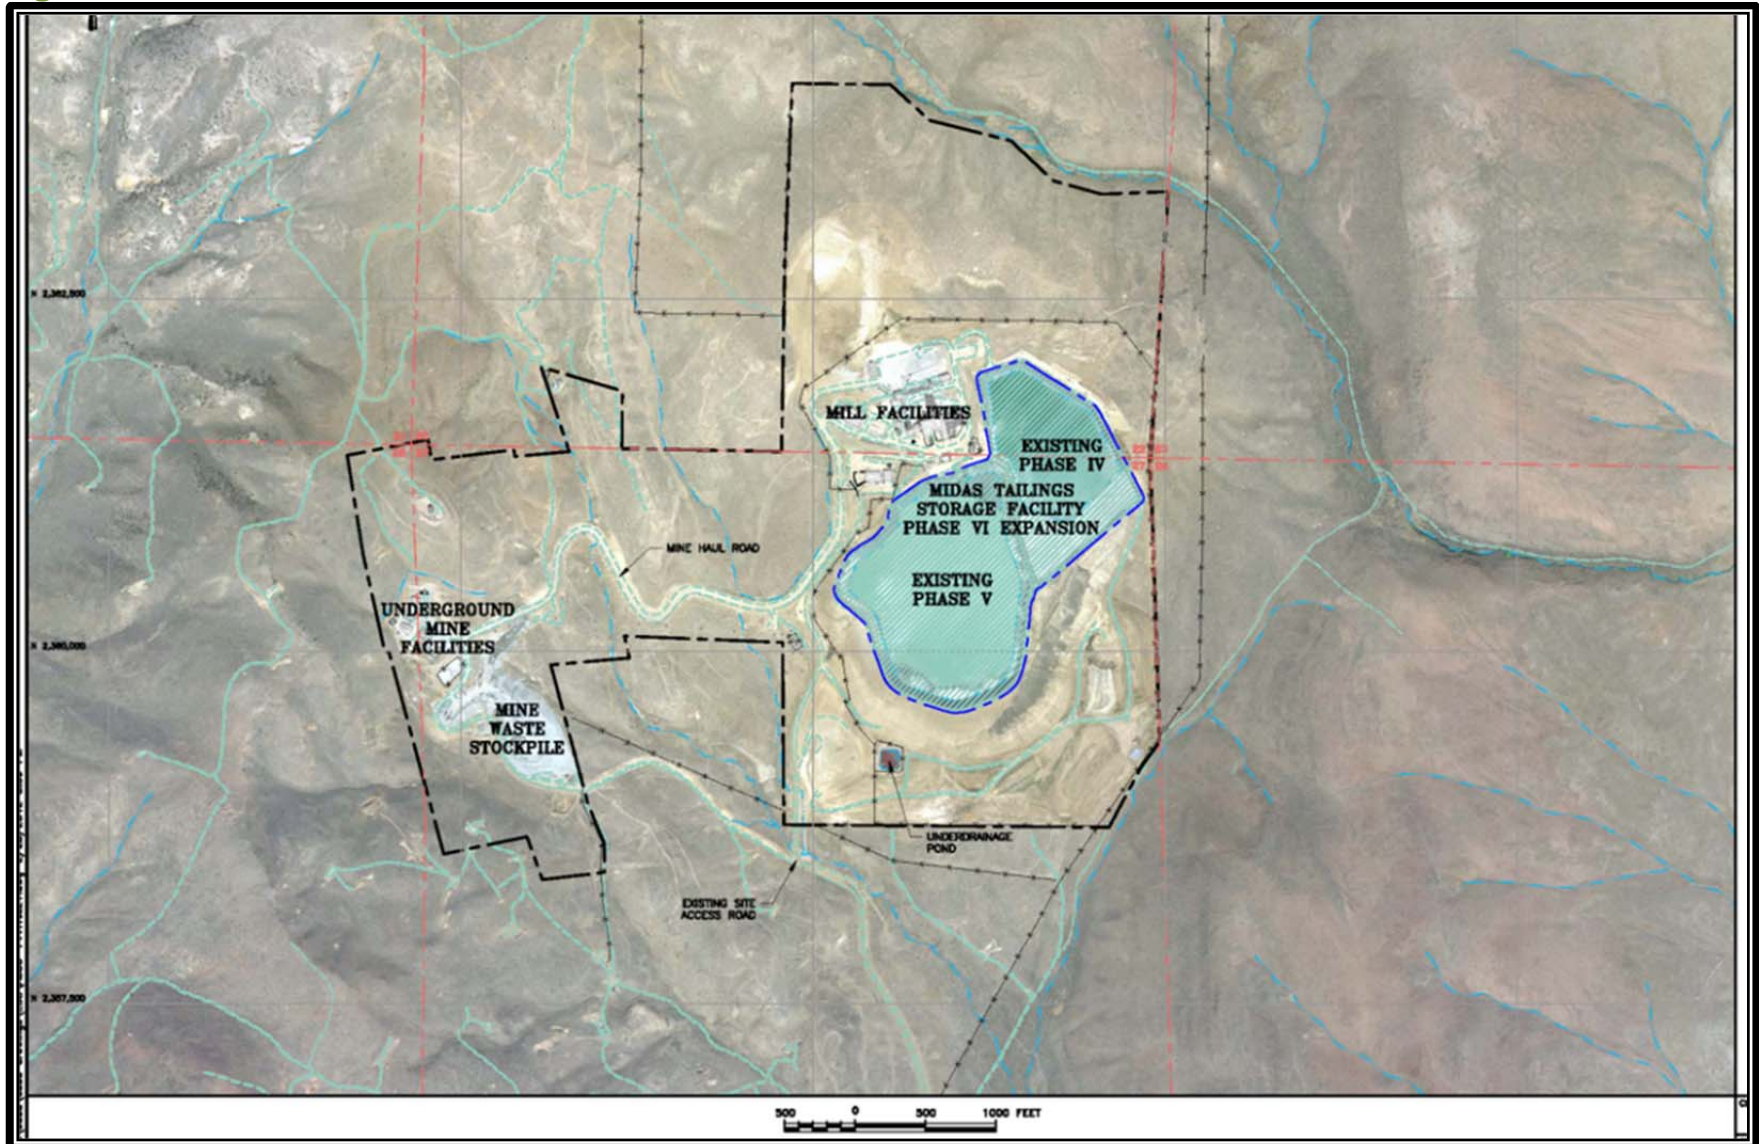 N 2,362,500
MILL FACILITIES
EXISTING
PHASE IV
MIDAS TAILINGS
STORAGE FACILITY
PHASE VI EXPANSION
MINE HAUL ROAD
EXISTING
PHASE V
UNDERGROUND
MINE
FACILITIES
N 2,360,000
MINE
WASTE
STOCKPILE
UNDERDRAINAGE
POND
EXISTING SITE
ACCESS ROAD
N 2,357,500
500 0 500 1000 FEET